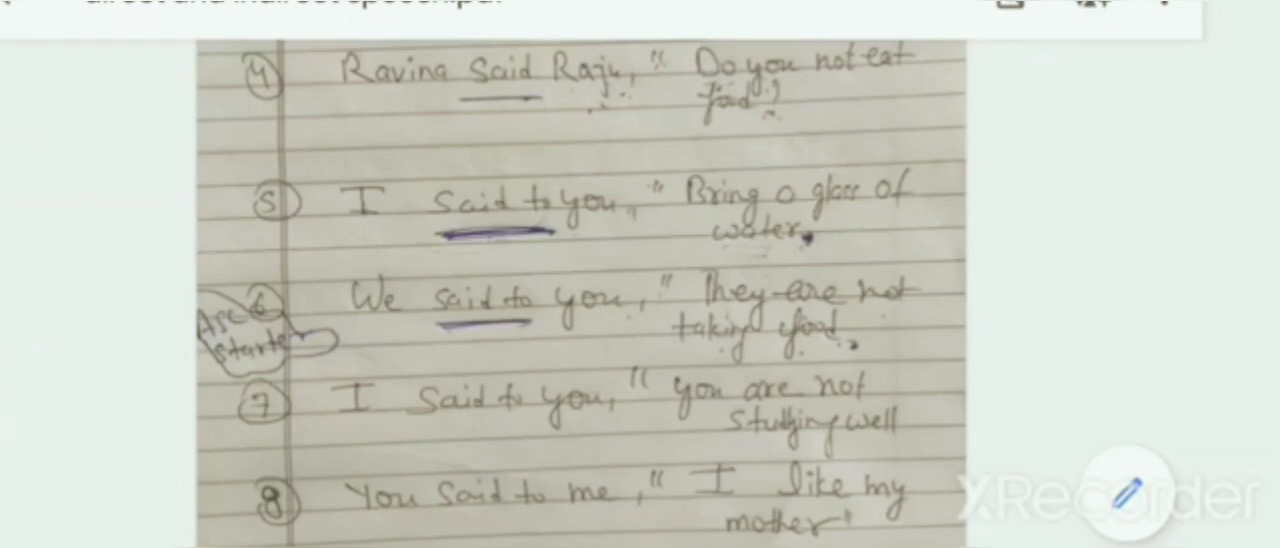 ④ Ravina said Raju, " Do you not eat
food?
⑤ I said to you, " Bring a glass of
water.
⑥ We said to you, " They are not
taking food.
⑦ I said to you, " you are not
studying well
⑧ You said to me, " I like my
mother"
XRecorder